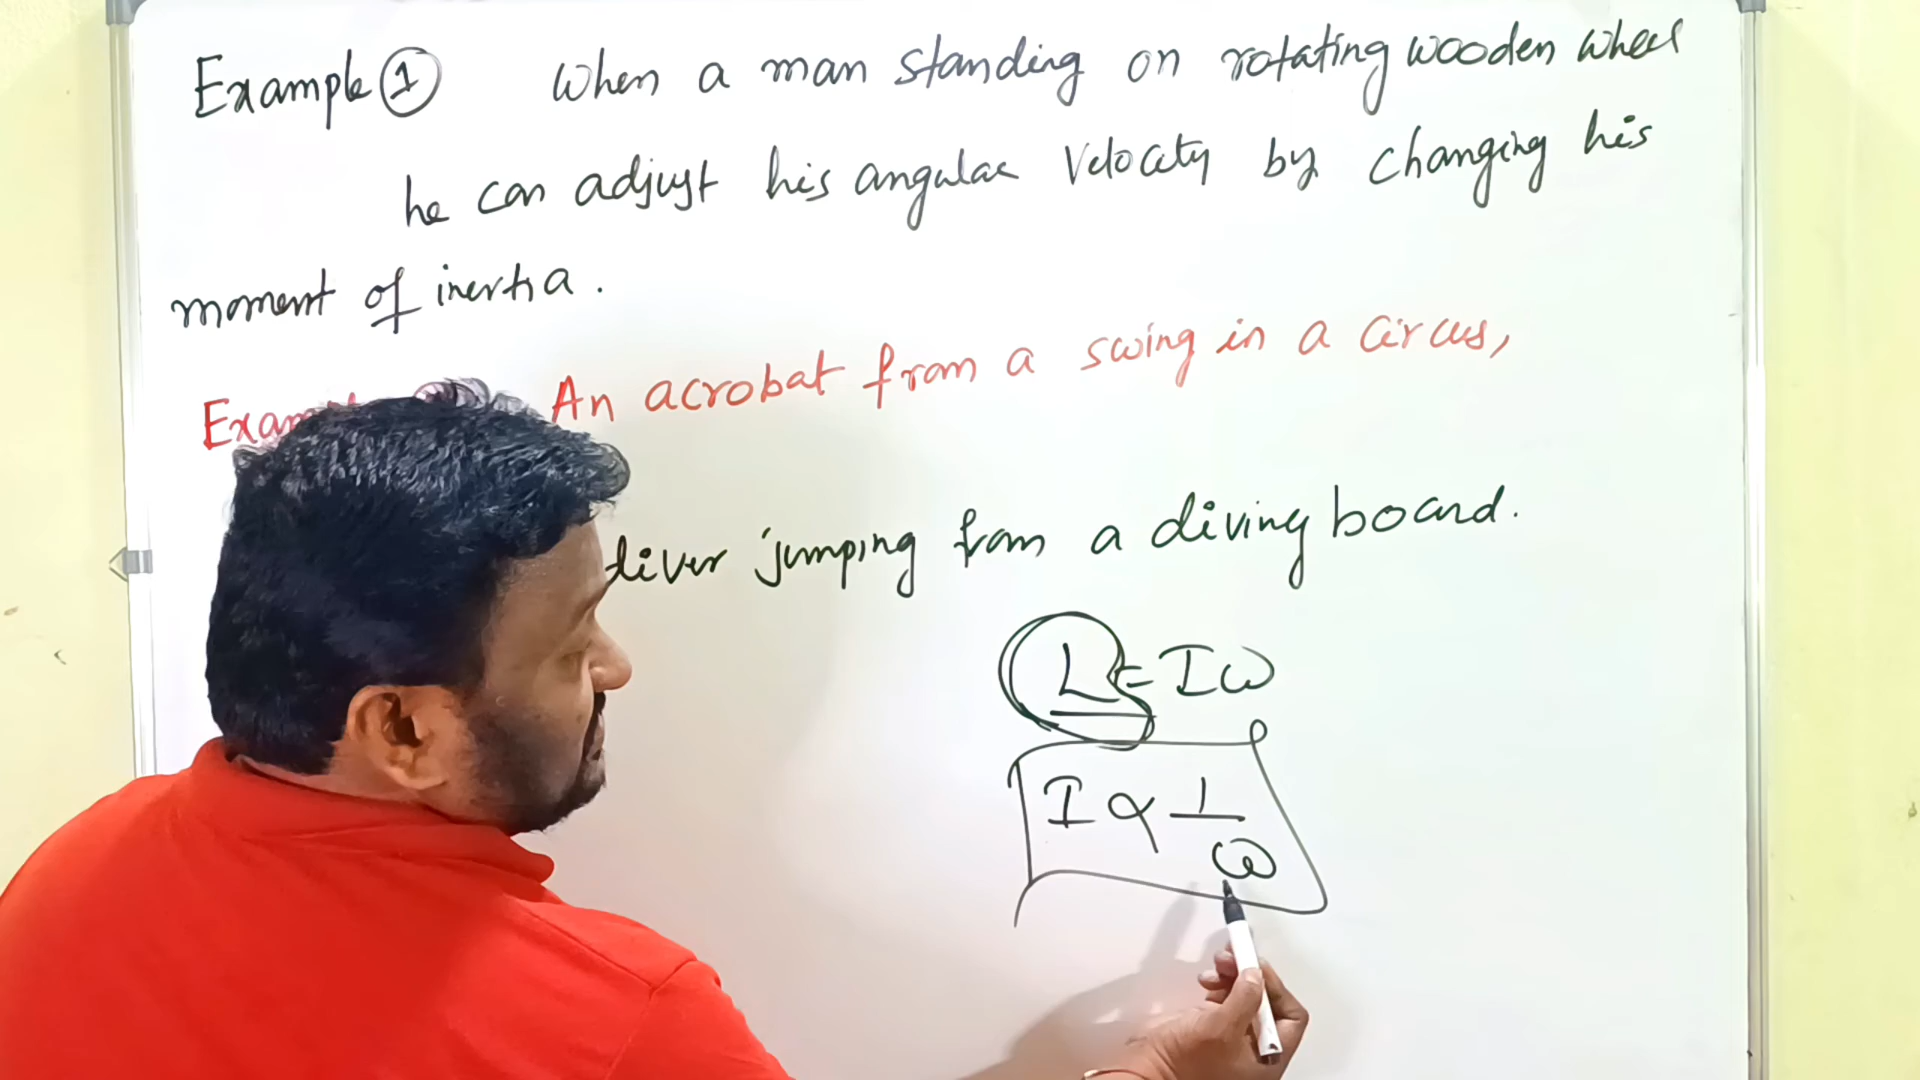 Example ① When a man standing on rotating wooden wheel
he can adjust his angular velocity by changing his
moment of inertia .
An acrobat from a swing in a circus,
diver jumping from a diving board.
L = Iω
I ∝ 1/ω